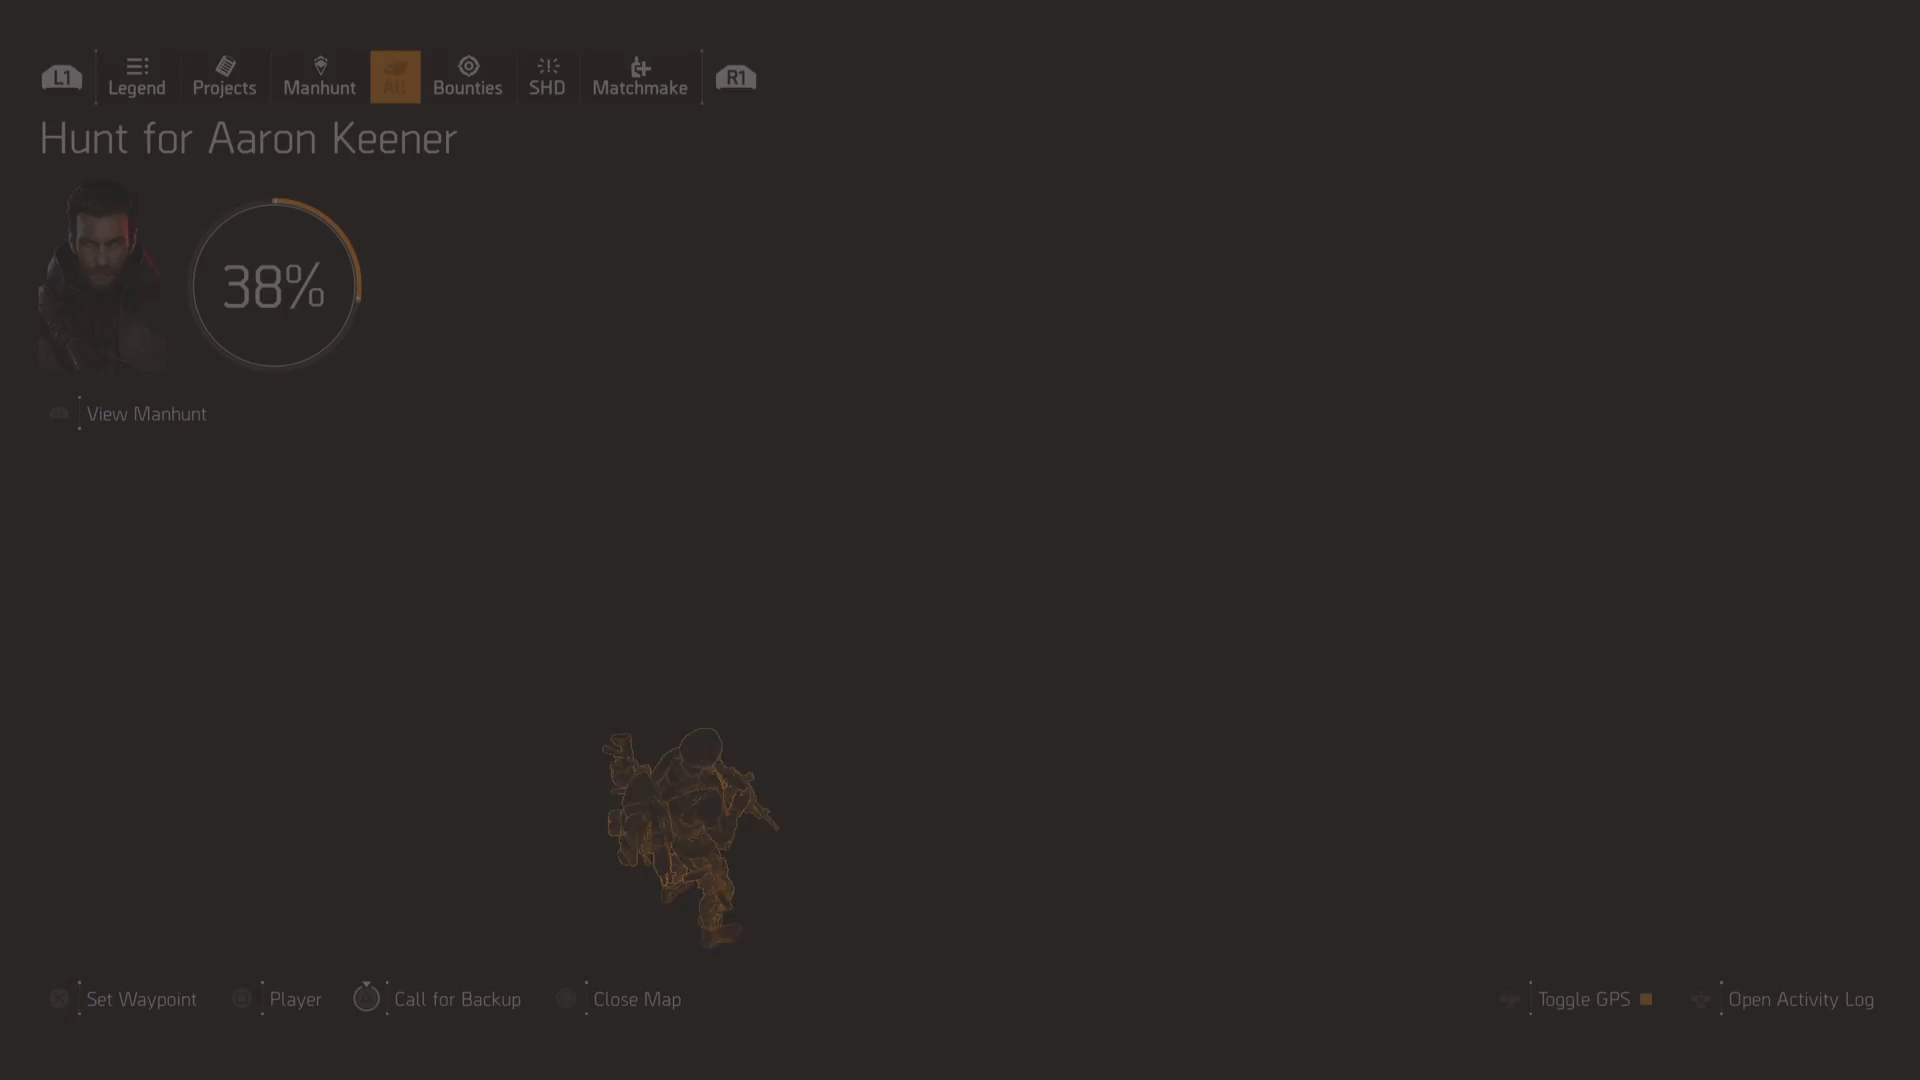 L1 Legend Projects Manhunt All Bounties SHD Matchmake R1
Hunt for Aaron Keener
38%
View Manhunt
Set Waypoint Player Call for Backup Close Map Toggle GPS Open Activity Log